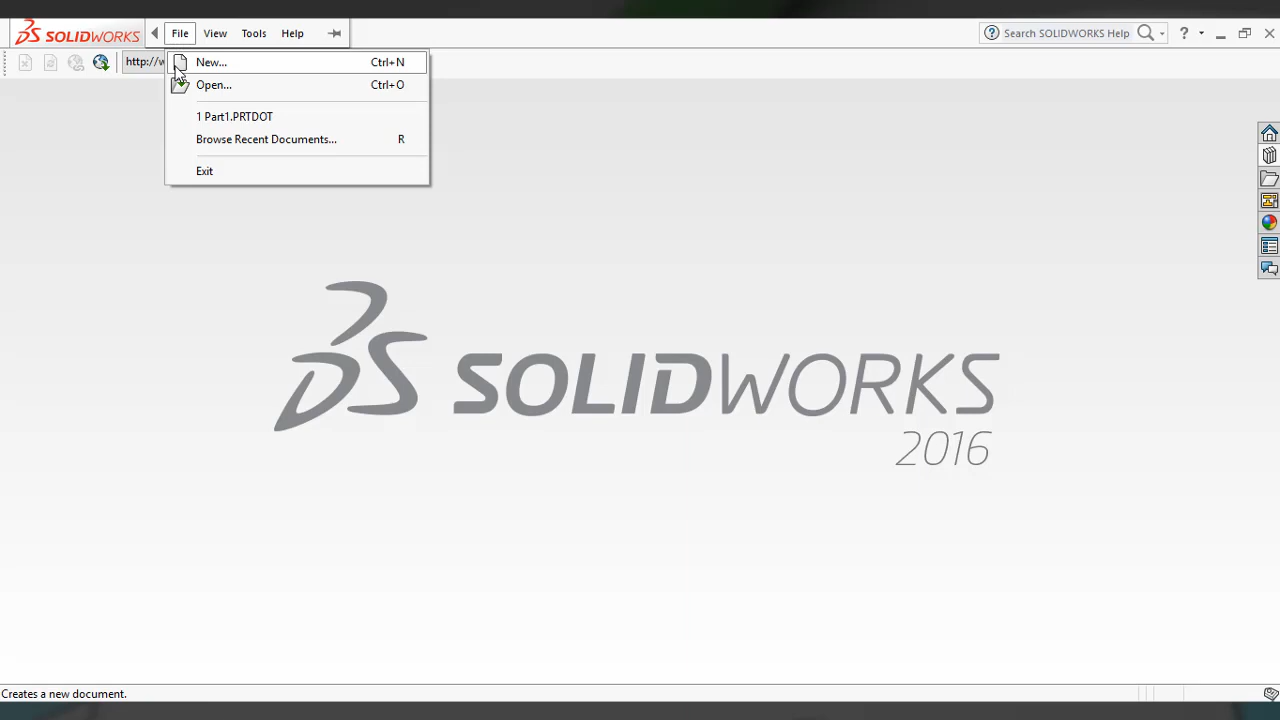 SOLIDWORKS
File View Tools Help
Search SOLIDWORKS Help
?
http://w
New... Ctrl+N
Open... Ctrl+O
1 Part1.PRTDOT
Browse Recent Documents... R
Exit
SOLIDWORKS
2016
Creates a new document.